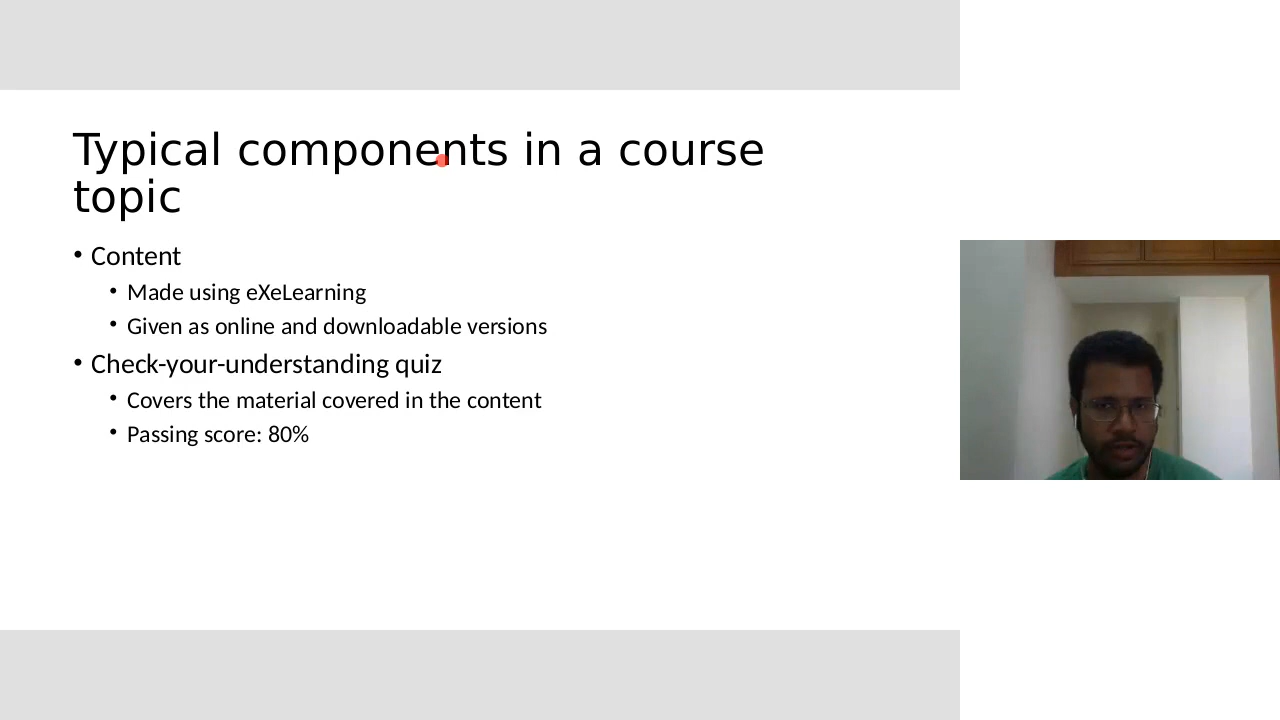 Typical components in a course
topic
• Content
• Made using eXeLearning
• Given as online and downloadable versions
• Check-your-understanding quiz
• Covers the material covered in the content
• Passing score: 80%